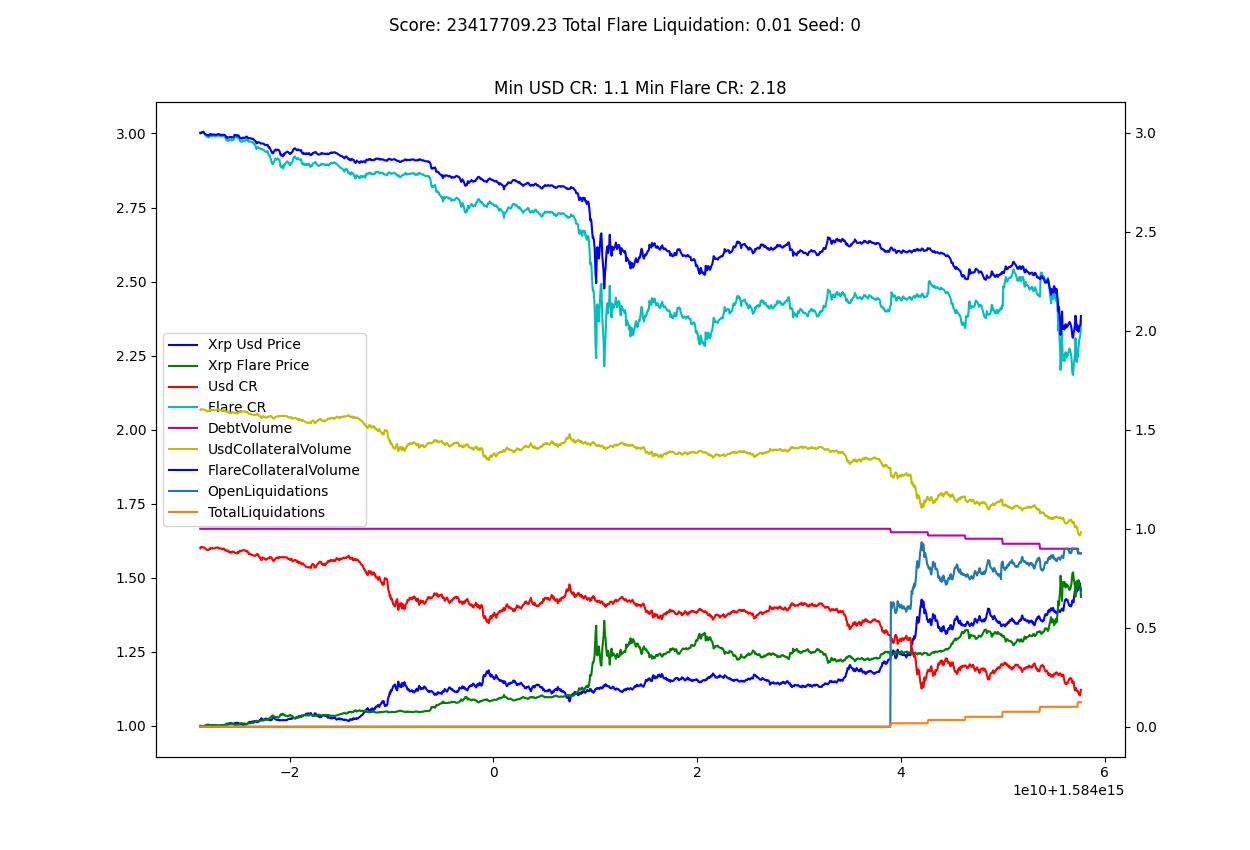 Score: 23417709.23 Total Flare Liquidation: 0.01 Seed: 0
Min USD CR: 1.1 Min Flare CR: 2.18
3.00
2.75
2.50
2.25
2.00
1.75
1.50
1.25
1.00
3.0
2.5
2.0
1.5
1.0
0.5
0.0
Xrp Usd Price
Xrp Flare Price
Usd CR
Flare CR
DebtVolume
UsdCollateralVolume
FlareCollateralVolume
OpenLiquidations
TotalLiquidations
−2 0 2 4 6
1e10+1.584e15